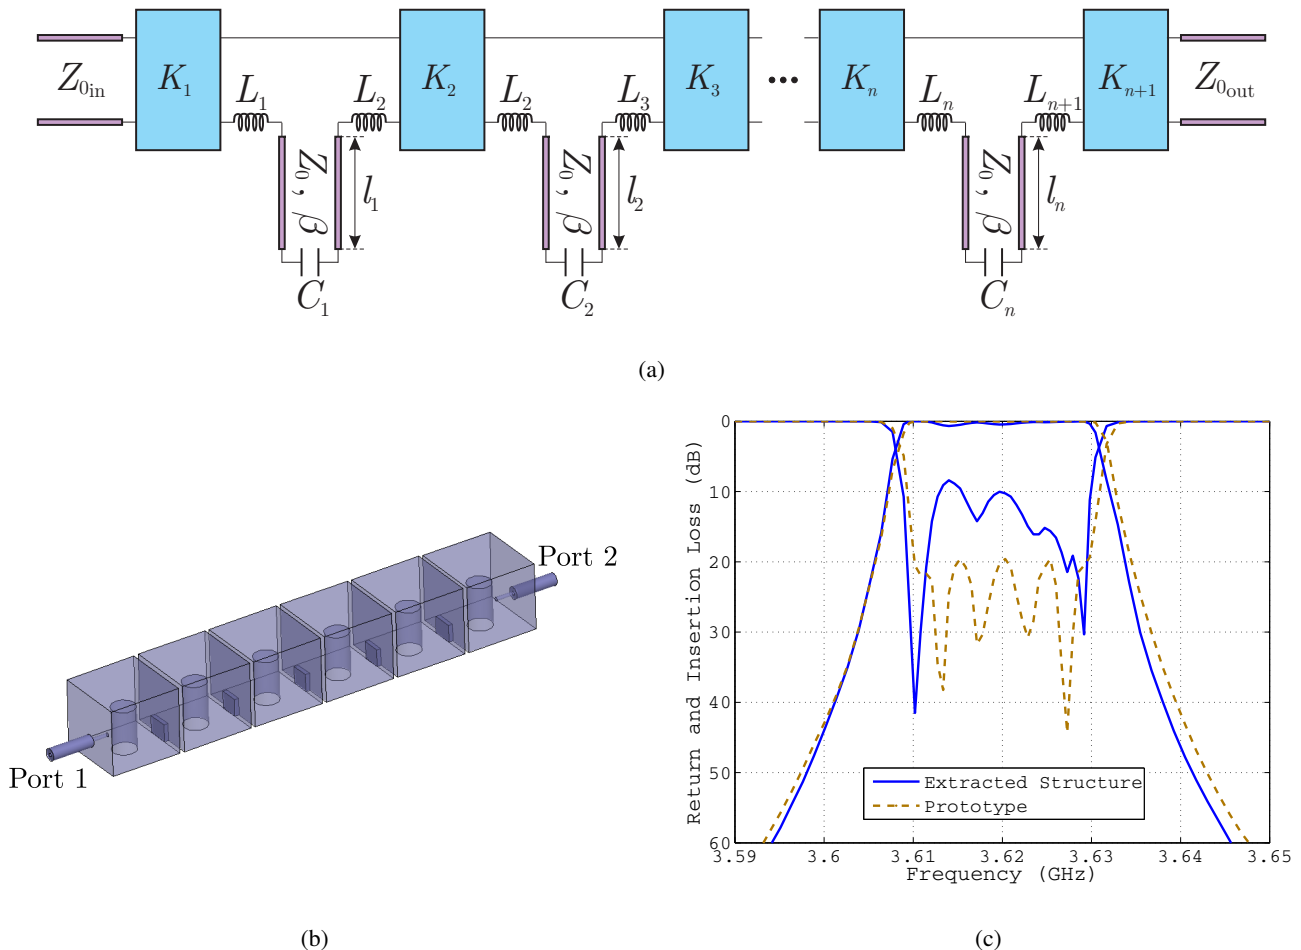 Z0in K1 L1 L2 K2 L2 L3 K3 ... Kn Ln Ln+1 Kn+1 Z0out
Z0, β l1 Z0, β l2 Z0, β ln
C1 C2 Cn
(a)
Port 2
Port 1
(b)
Return and Insertion Loss (dB)
0
10
20
30
40
50
60
Extracted Structure
Prototype
3.59 3.6 3.61 3.62 3.63 3.64 3.65
Frequency (GHz)
(c)